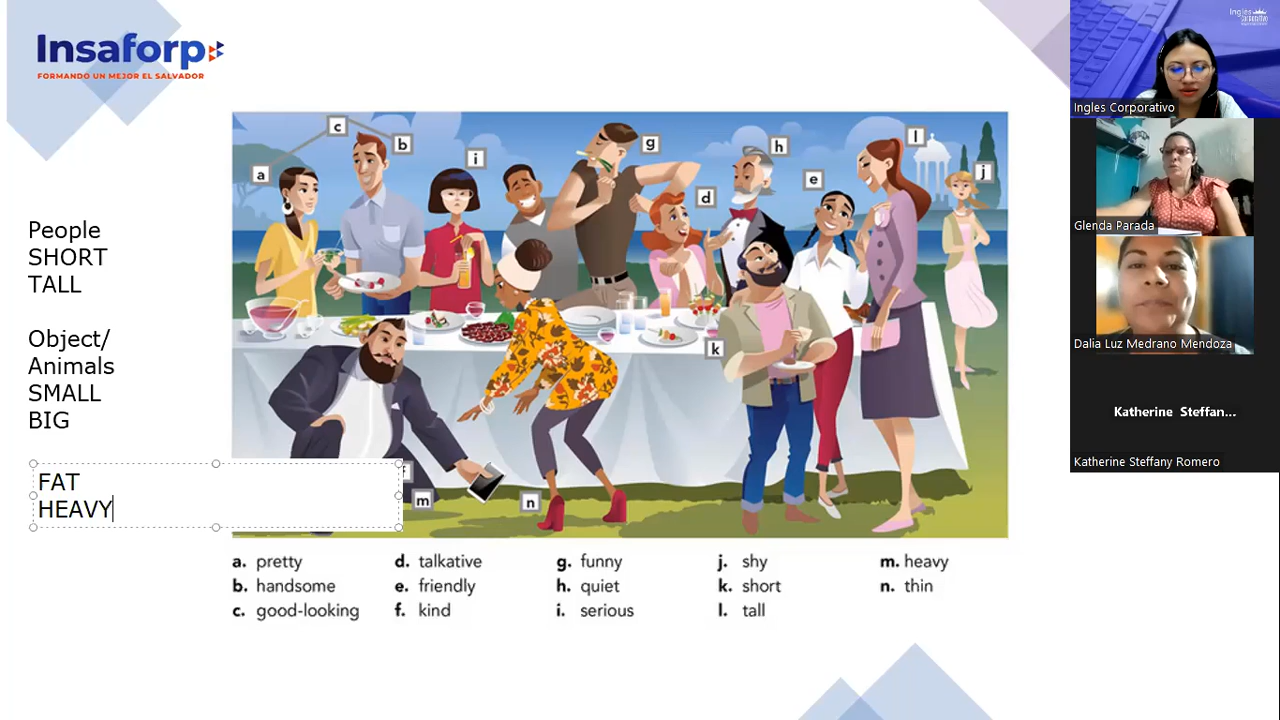 Insaforp
FORMANDO UN MEJOR EL SALVADOR
People
SHORT
TALL
Object/
Animals
SMALL
BIG
FAT
HEAVY
a
c
b
i
g
d
h
e
l
j
k
m
n
a. pretty
b. handsome
c. good-looking
d. talkative
e. friendly
f. kind
g. funny
h. quiet
i. serious
j. shy
k. short
l. tall
m. heavy
n. thin
Ingles
Ingles Corporativo
Glenda Parada
Dalia Luz Medrano Mendoza
Katherine Steffan...
Katherine Steffany Romero